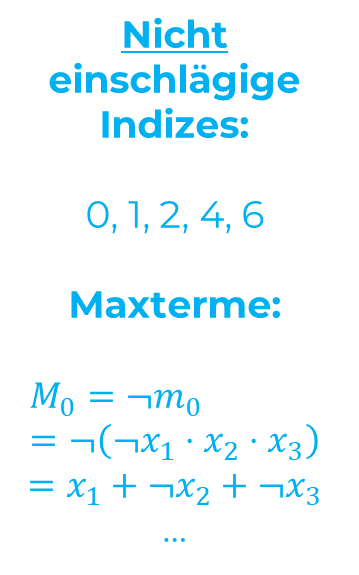 Nicht
einschlägige
Indizes:
0, 1, 2, 4, 6
Maxterme:
M₀ = ¬m₀
= ¬(¬x₁ · x₂ · x₃)
= x₁ + ¬x₂ + ¬x₃
...